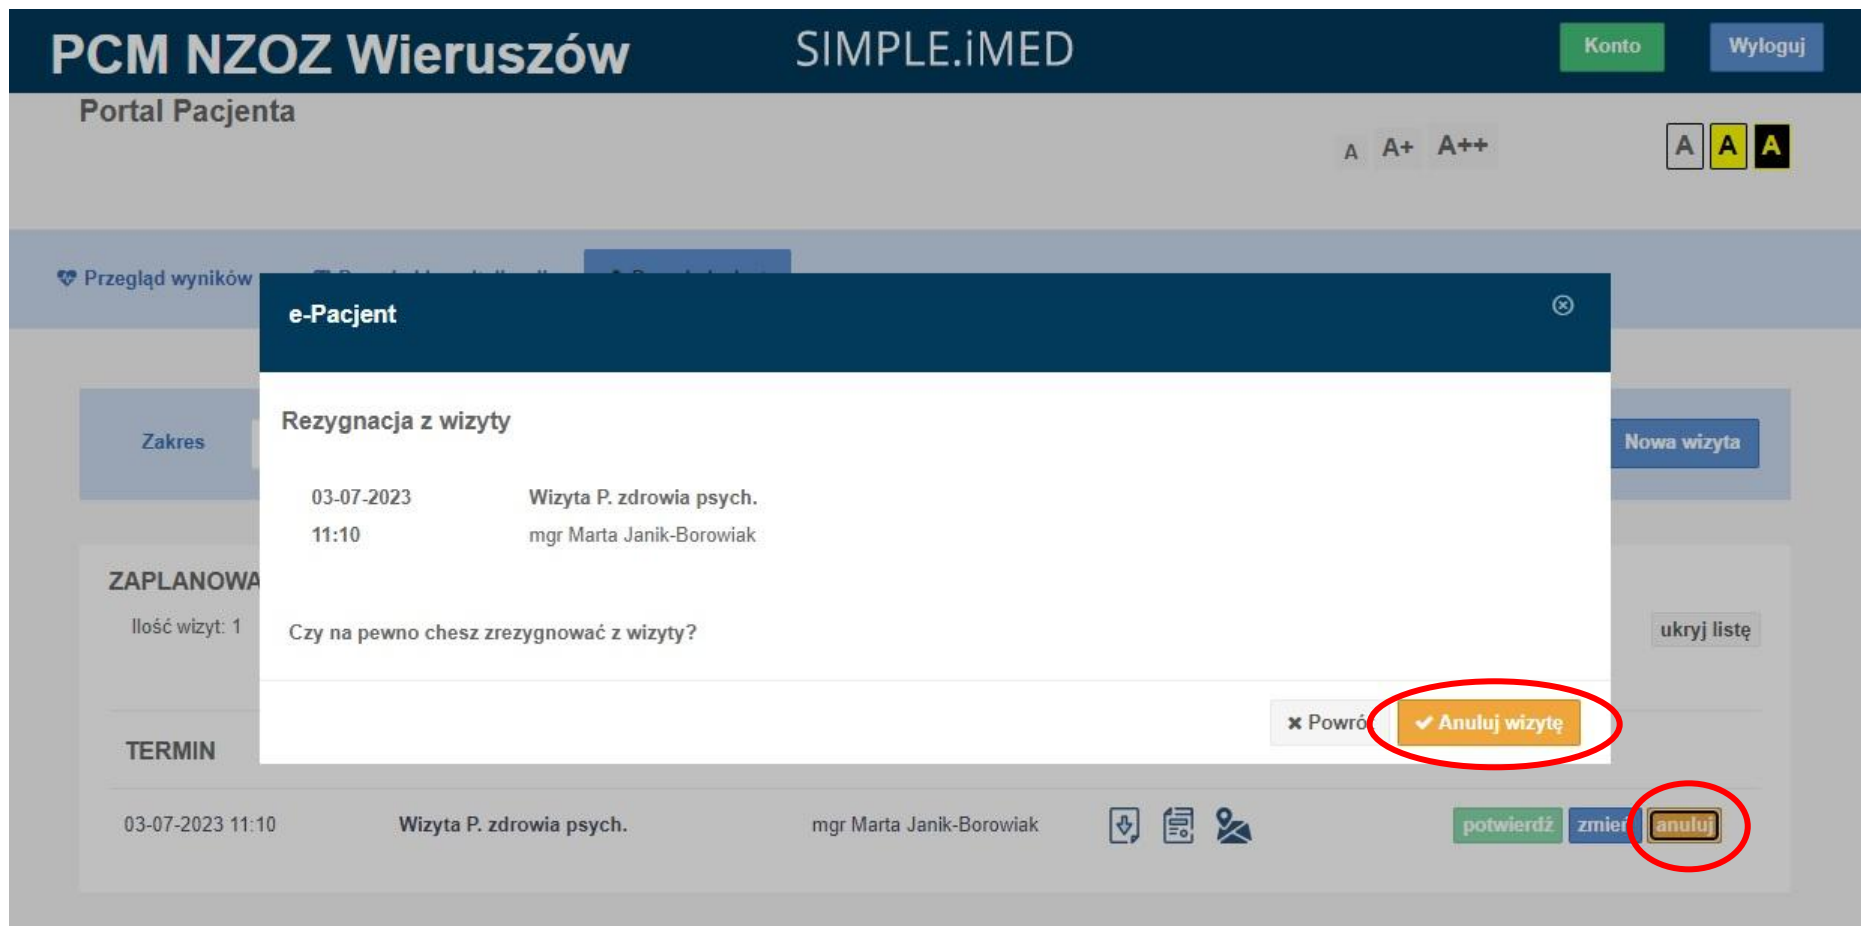 PCM NZOZ Wieruszów SIMPLE.iMED Konto Wyloguj
Portal Pacjenta
A A+ A++ A A A
Przegląd wyników
e-Pacjent
Rezygnacja z wizyty
Zakres Nowa wizyta
03-07-2023 Wizyta P. zdrowia psych.
11:10 mgr Marta Janik-Borowiak
ZAPLANOWA
Ilość wizyt: 1 ukryj listę
Czy na pewno chesz zrezygnować z wizyty?
Powró Anuluj wizytę
TERMIN
03-07-2023 11:10 Wizyta P. zdrowia psych. mgr Marta Janik-Borowiak potwierdź zmień anuluj